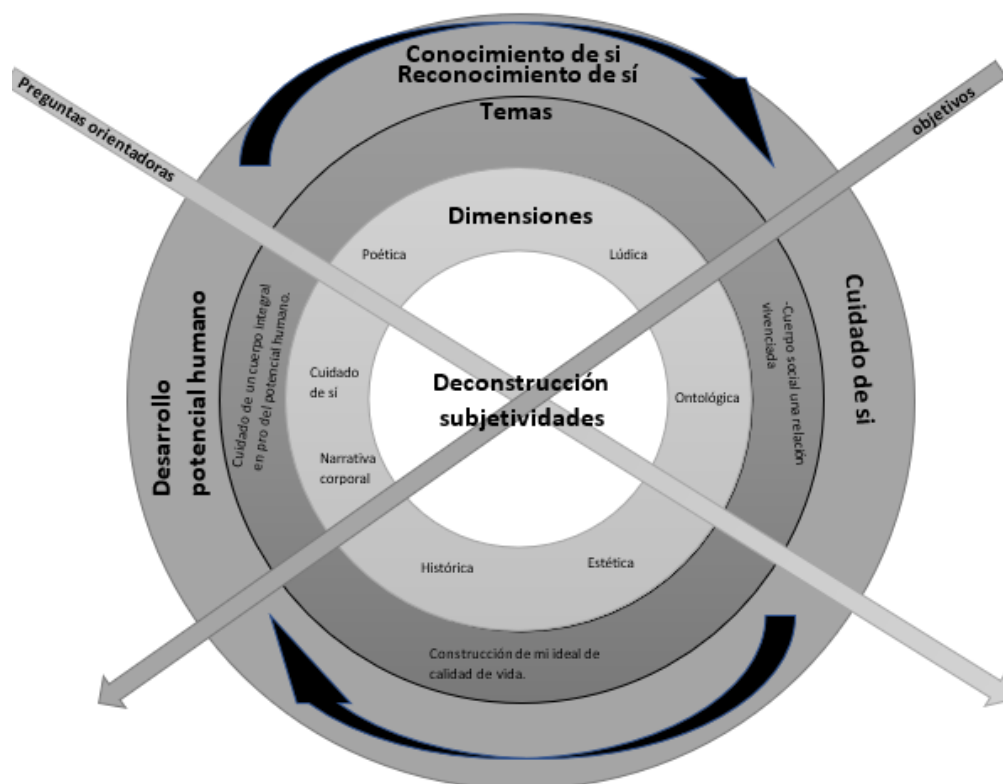 Conocimiento de si
Reconocimiento de sí
Temas
Preguntas orientadoras
objetivos
Dimensiones
Poética
Lúdica
Desarrollo
potencial humano
Cuidado de un cuerpo integral
en pro del potencial humano.
Cuidado
de sí
Deconstrucción
subjetividades
Ontológica
-Cuerpo social una relación
vivenciada
Cuidado de si
Narrativa
corporal
Histórica
Estética
Construcción de mi ideal de
calidad de vida.